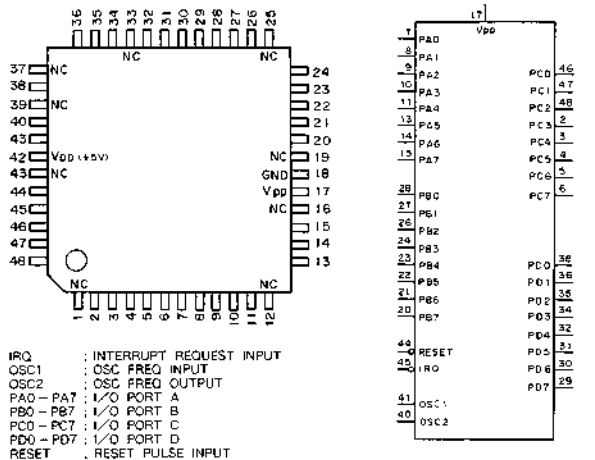 36 35 34 33 32 31 30 29 28 27 26 25
NC NC
37 NC
38
39 NC
40
43
42 VDD (+5V)
43 NC
44
45
46
47
48
24
23
22
21
20
NC 19
GND 18
Vpp 17
NC 16
15
14
13
NC NC
1 2 3 4 5 6 7 8 9 10 11 12
IRQ ; INTERRUPT REQUEST INPUT
OSC1 ; OSC FREQ INPUT
OSC2 ; OSC FREQ OUTPUT
PA0 – PA7 ; I/O PORT A
PB0 – PB7 ; I/O PORT B
PC0 – PC7 ; I/O PORT C
PD0 – PD7 ; I/O PORT D
RESET ; RESET PULSE INPUT
17
Vpp
7 PA0
8 PA1
9 PA2
10 PA3
11 PA4
13 PA5
14 PA6
15 PA7
28 PB0
27 PB1
26 PB2
24 PB3
23 PB4
22 PB5
21 PB6
20 PB7
44 RESET
45 IRQ
41 OSC1
40 OSC2
PC0 46
PC1 47
PC2 48
PC3 2
PC4 3
PC5 4
PC6 5
PC7 6
PD0 38
PD1 36
PD2 35
PD3 34
PD4 32
PD5 31
PD6 30
PD7 29